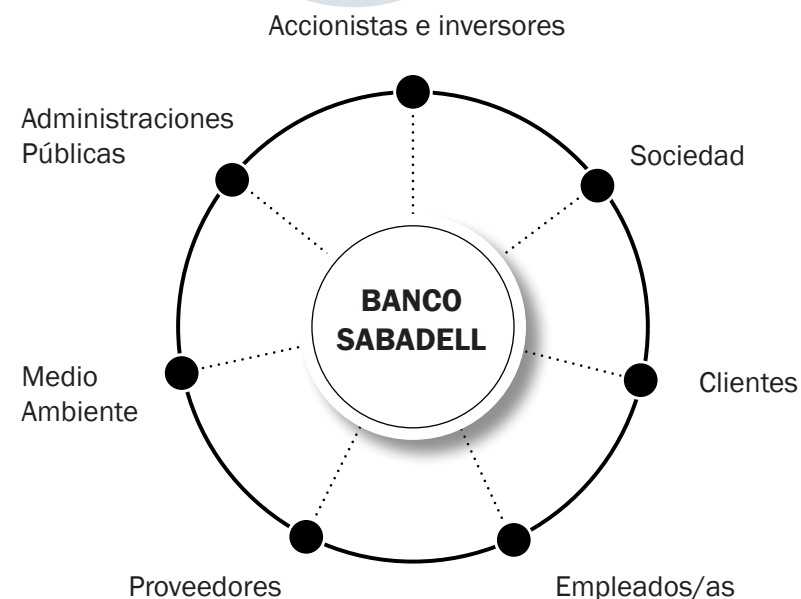 Accionistas e inversores
Administraciones
Públicas
Sociedad
BANCO
SABADELL
Medio
Ambiente
Clientes
Proveedores
Empleados/as